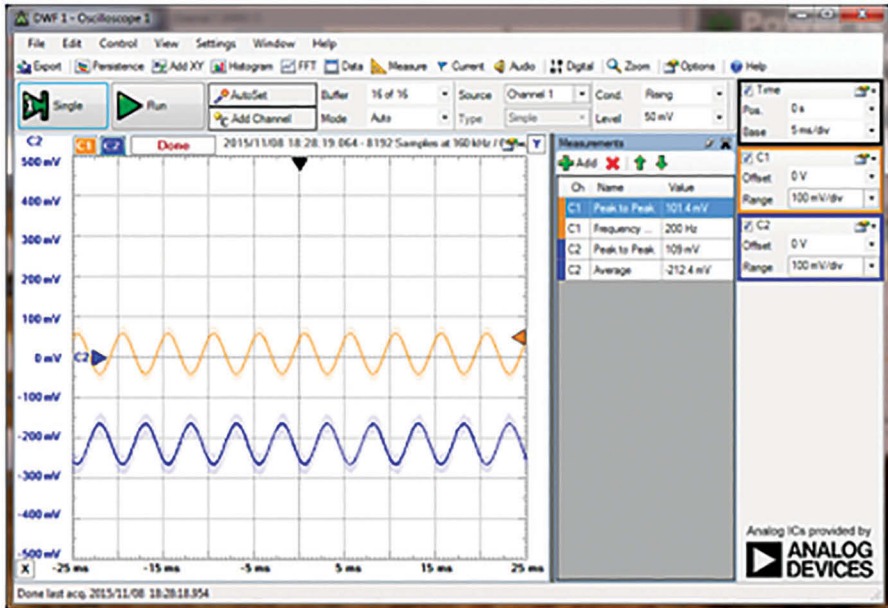 DWF 1 - Oscilloscope 1
File Edit Control View Settings Window Help
Export Persistence Add XY Histogram FFT Data Measure Current Audio Digital Zoom Options Help
Single Run AutoSet Buffer 16 of 16 Source Channel 1 Cond. Rising
Add Channel Mode Auto Type Simple Level 50 mV
Time
Pos. 0 s
Base 5 ms/div
C1
Offset 0 V
Range 100 mV/div
C2
Offset 0 V
Range 100 mV/div
C2 C1 C2 Done 2015/11/08 18:28:19.064 - 8192 Samples at 160 kHz / Y
500 mV
400 mV
300 mV
200 mV
100 mV
0 mV C2
-100 mV
-200 mV
-300 mV
-400 mV
-500 mV
X -25 ms -15 ms -5 ms 5 ms 15 ms 25 ms
Measurements
Add
Ch Name Value
C1 Peak to Peak 101.4 mV
C1 Frequency ... 200 Hz
C2 Peak to Peak 109 mV
C2 Average -212.4 mV
Analog ICs provided by
ANALOG
DEVICES
Done last acq. 2015/11/08 18:28:18.954